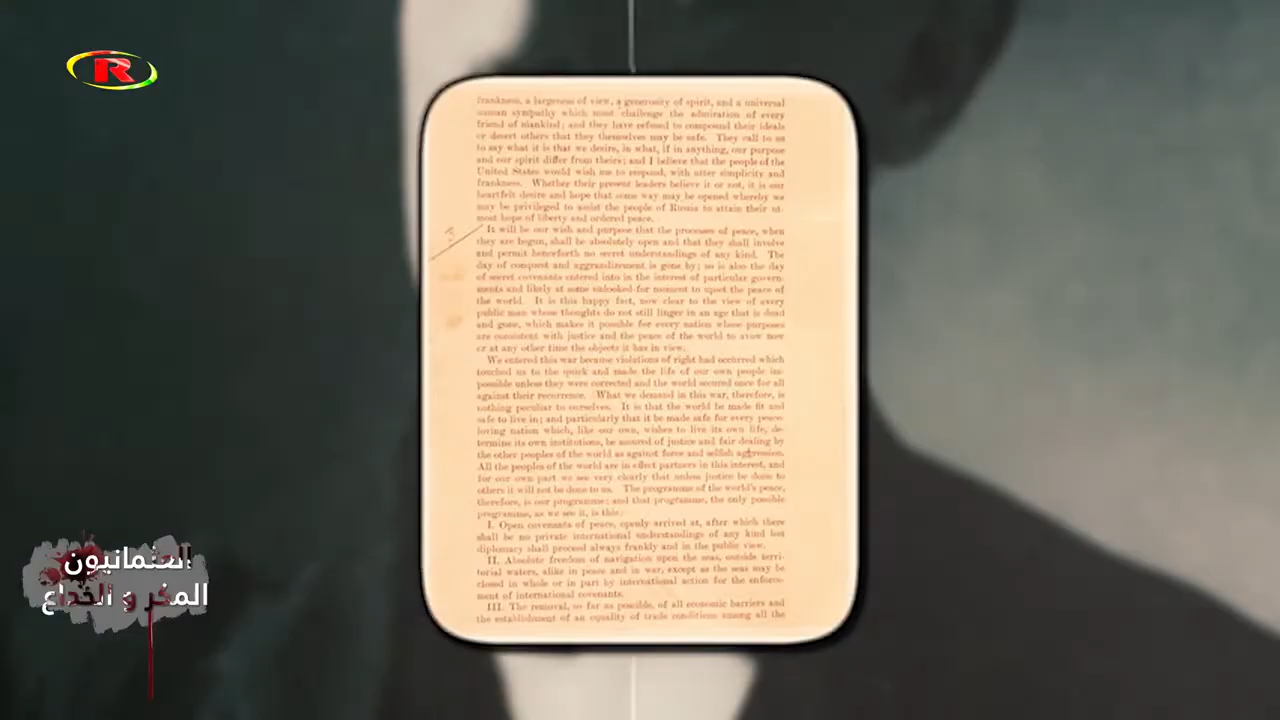 R
frankness, a largeness of view, a generosity of spirit, and a universal
human sympathy which must challenge the admiration of every
friend of mankind; and they have refused to compound their ideals
or desert others that they themselves may be safe. They call to us
to say what it is that we desire, in what, if in anything, our purpose
and our spirit differ from theirs; and I believe that the people of the
United States would wish me to respond, with utter simplicity and
frankness. Whether their present leaders believe it or not, it is our
heartfelt desire and hope that some way may be opened whereby we
may be privileged to assist the people of Russia to attain their ut-
most hope of liberty and ordered peace.
It will be our wish and purpose that the processes of peace, when
they are begun, shall be absolutely open and that they shall involve
and permit henceforth no secret understandings of any kind. The
day of conquest and aggrandizement is gone by; so is also the day
of secret covenants entered into in the interest of particular govern-
ments and likely at some unlooked-for moment to upset the peace of
the world. It is this happy fact, now clear to the view of every
public man whose thoughts do not still linger in an age that is dead
and gone, which makes it possible for every nation whose purposes
are consistent with justice and the peace of the world to avow now
or at any other time the objects it has in view.
We entered this war because violations of right had occurred which
touched us to the quick and made the life of our own people im-
possible unless they were corrected and the world secured once for all
against their recurrence. What we demand in this war, therefore, is
nothing peculiar to ourselves. It is that the world be made fit and
safe to live in; and particularly that it be made safe for every peace-
loving nation which, like our own, wishes to live its own life, de-
termine its own institutions, be assured of justice and fair dealing by
the other peoples of the world as against force and selfish aggression.
All the peoples of the world are in effect partners in this interest, and
for our own part we see very clearly that unless justice be done to
others it will not be done to us. The programme of the world's peace,
therefore, is our programme; and that programme, the only possible
programme, as we see it, is this:
I. Open covenants of peace, openly arrived at, after which there
shall be no private international understandings of any kind but
diplomacy shall proceed always frankly and in the public view.
II. Absolute freedom of navigation upon the seas, outside terri-
torial waters, alike in peace and in war, except as the seas may be
closed in whole or in part by international action for the enforce-
ment of international covenants.
III. The removal, so far as possible, of all economic barriers and
the establishment of an equality of trade conditions among all the
العثمانيون
المكر و الخداع